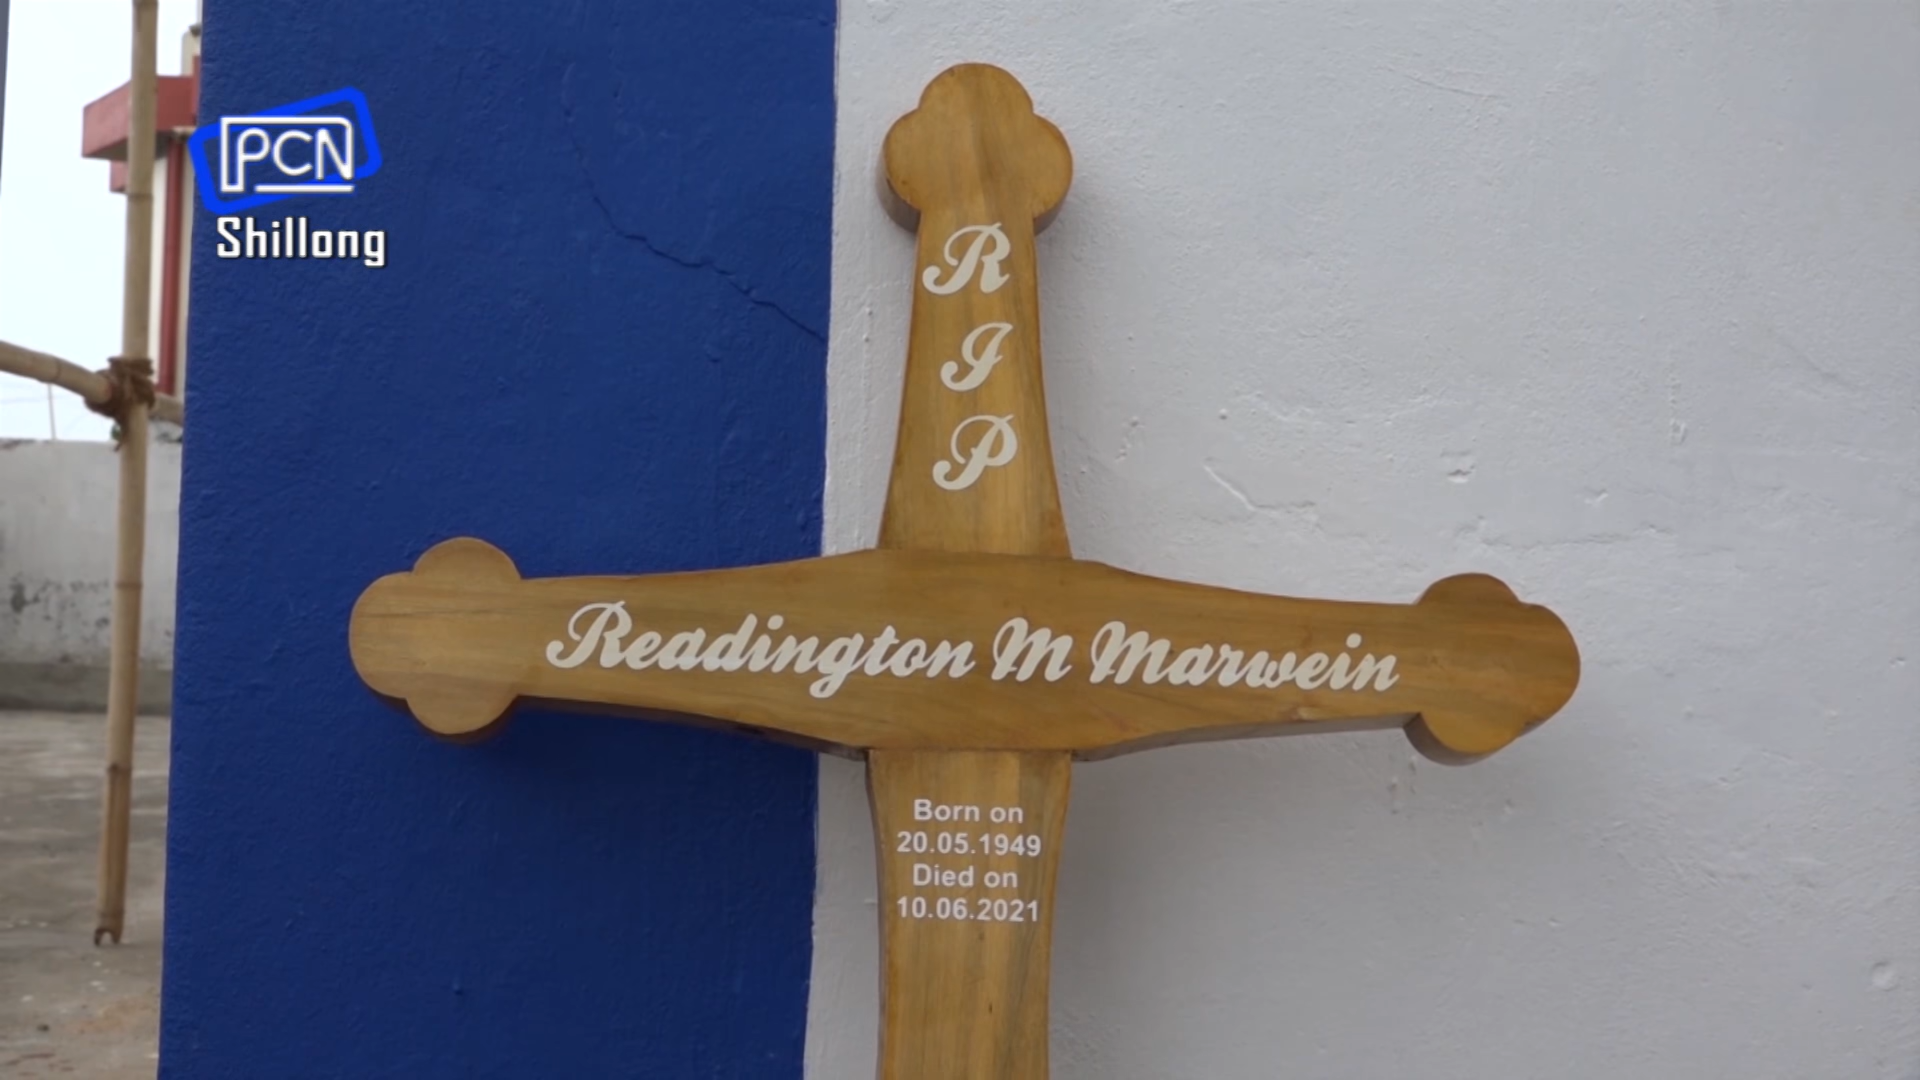 PCN
Shillong
R
I
P
Readington M Marwein
Born on
20.05.1949
Died on
10.06.2021